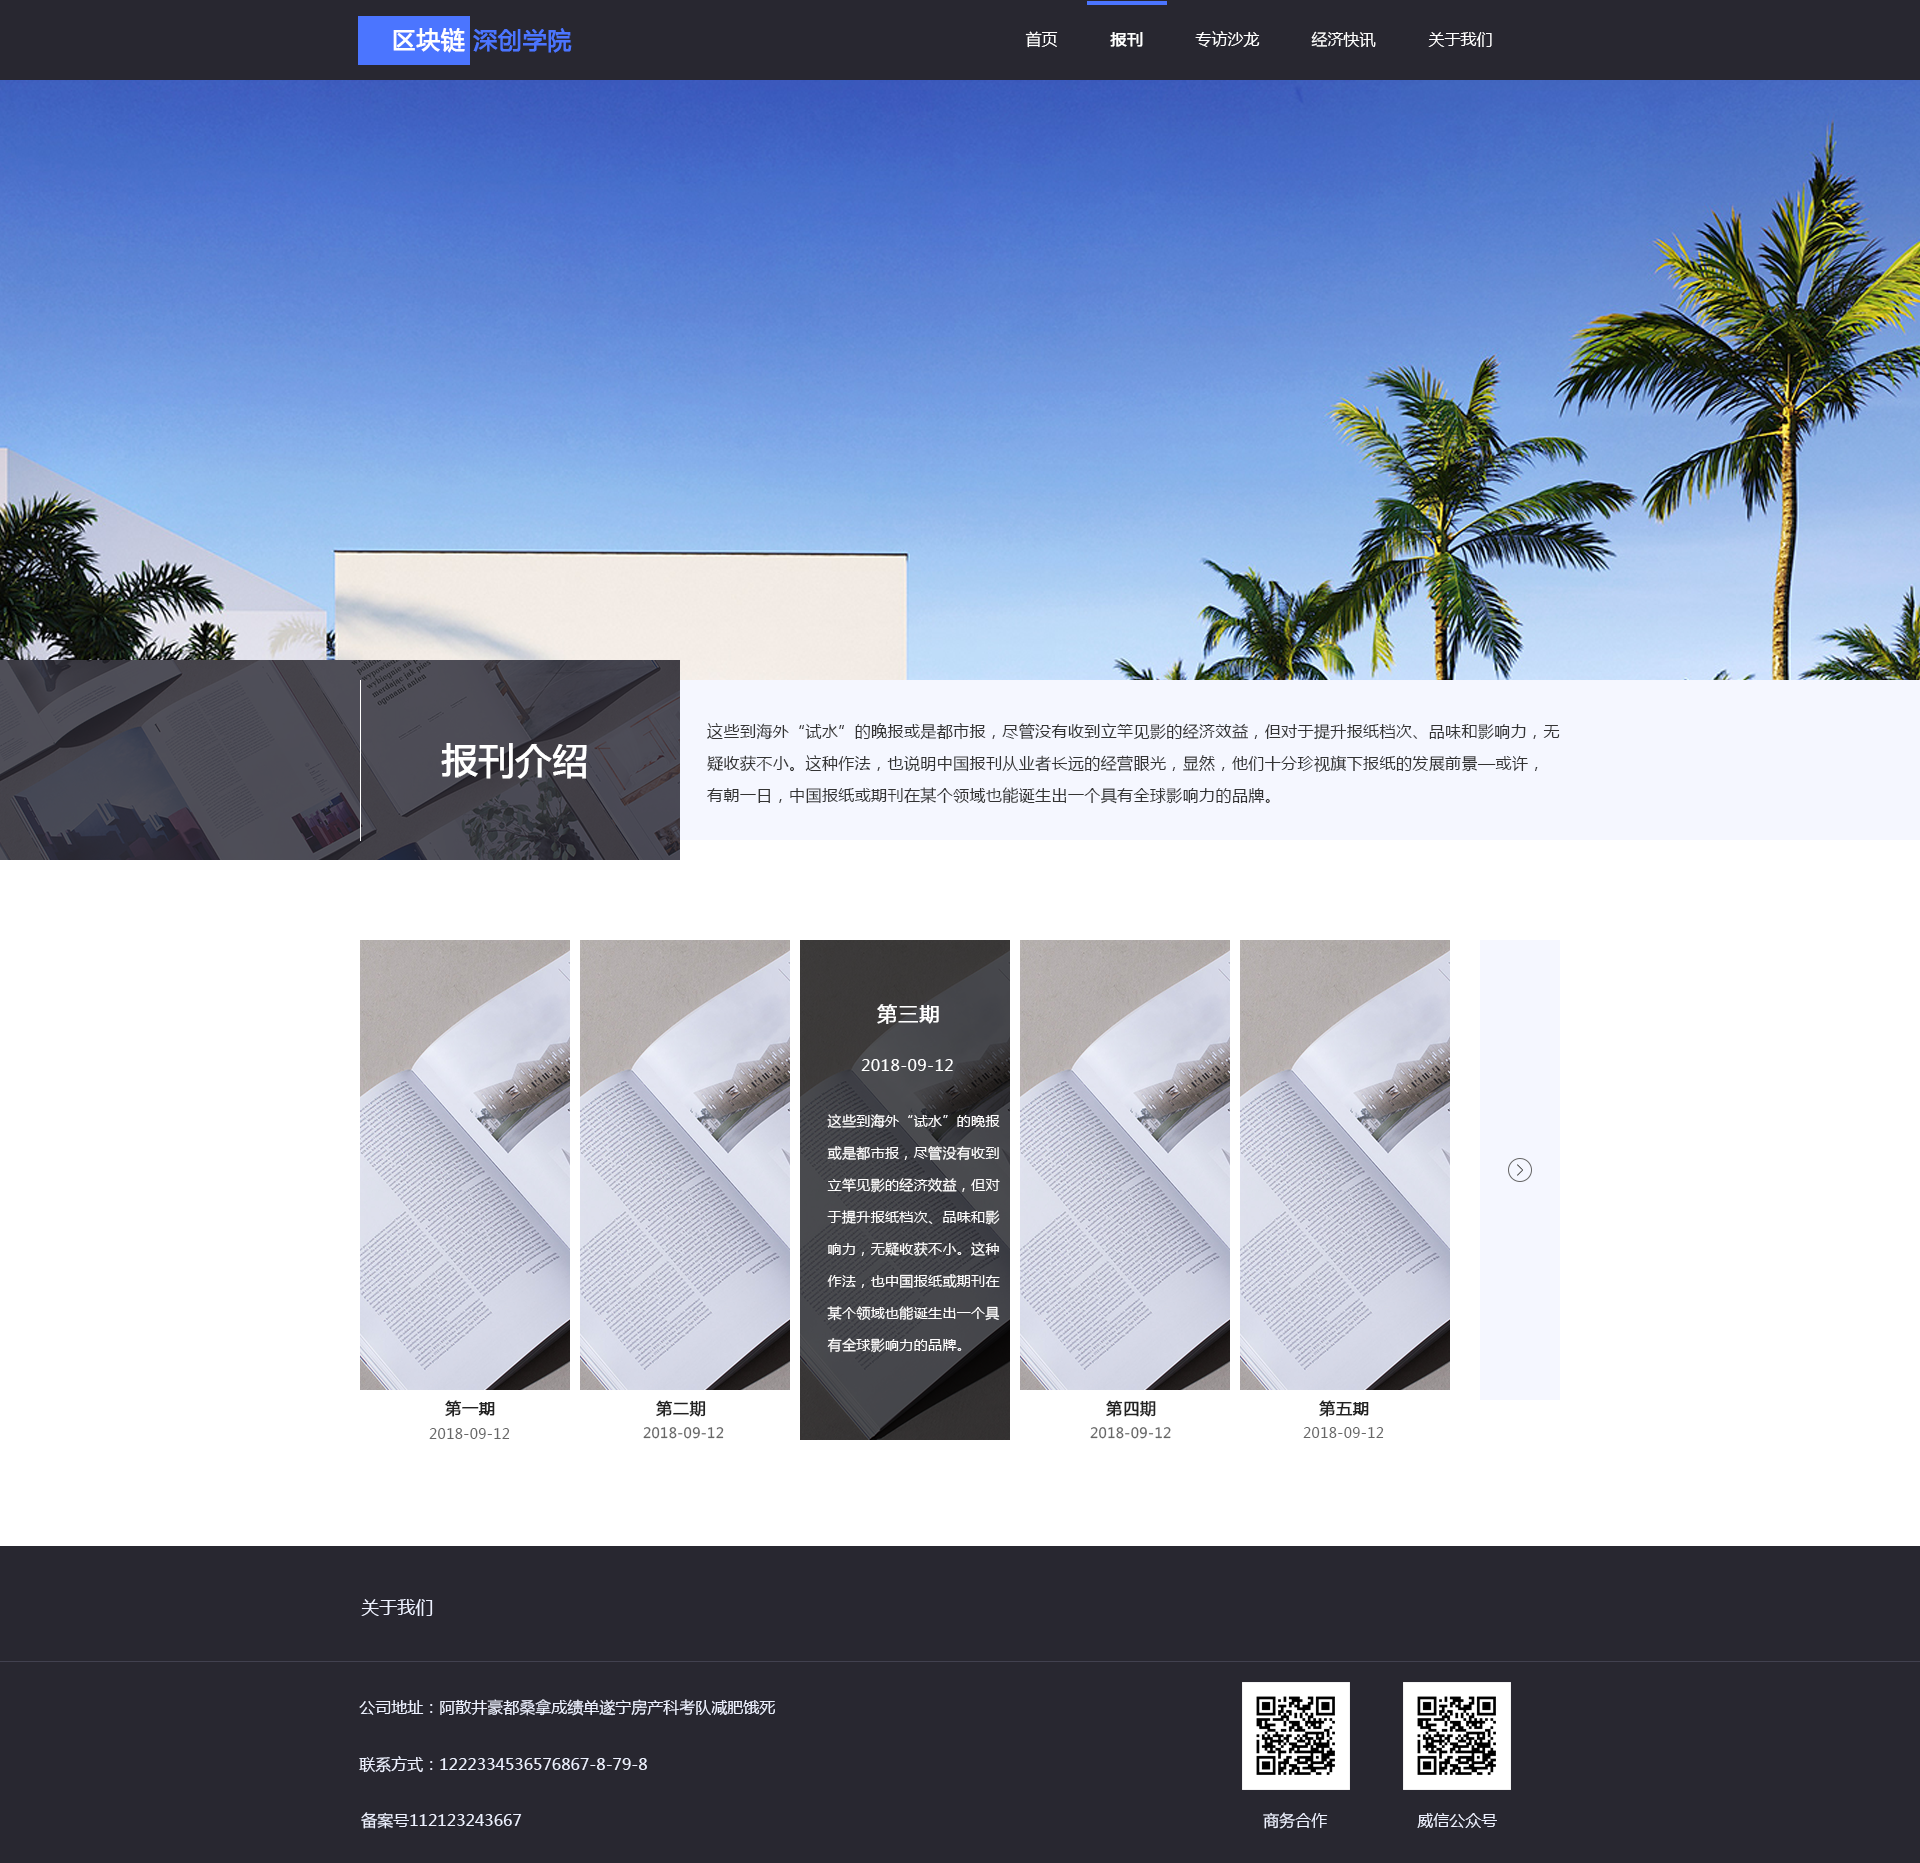 区块链 深创学院
首页 报刊 专访沙龙 经济快讯 关于我们
报刊介绍
这些到海外“试水”的晚报或是都市报，尽管没有收到立竿见影的经济效益，但对于提升报纸档次、品味和影响力，无
疑收获不小。这种作法，也说明中国报刊从业者长远的经营眼光，显然，他们十分珍视旗下报纸的发展前景—或许，
有朝一日，中国报纸或期刊在某个领域也能诞生出一个具有全球影响力的品牌。
第三期
2018-09-12
这些到海外“试水”的晚报
或是都市报，尽管没有收到
立竿见影的经济效益，但对
于提升报纸档次、品味和影
响力，无疑收获不小。这种
作法，也中国报纸或期刊在
某个领域也能诞生出一个具
有全球影响力的品牌。
第一期
2018-09-12
第二期
2018-09-12
第四期
2018-09-12
第五期
2018-09-12
关于我们
公司地址：阿散井豪都桑拿成绩单遂宁房产科考队减肥饿死
联系方式：1222334536576867-8-79-8
备案号112123243667
商务合作
威信公众号